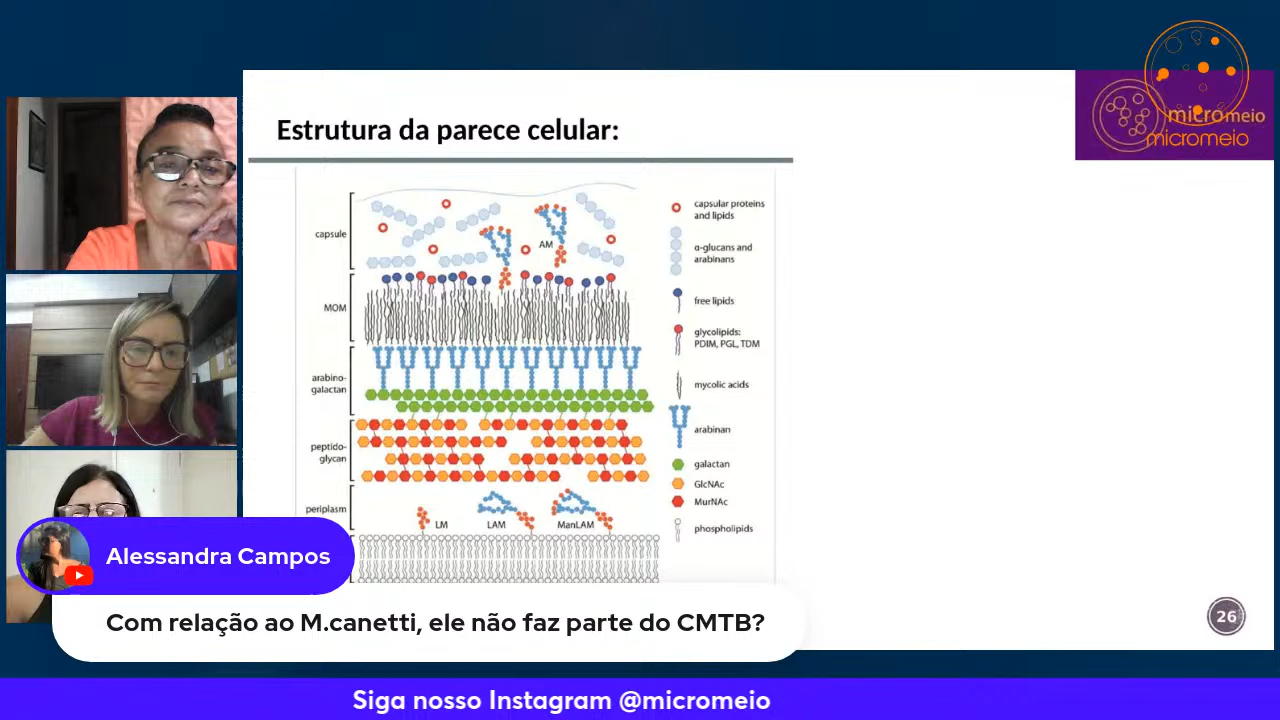 Estrutura da parece celular:
micromeio
micromeio
capsule
AM
MOM
arabino-
galactan
peptido-
glycan
periplasm
LM
LAM
ManLAM
capsular proteins
and lipids
α-glucans and
arabinans
free lipids
glycolipids:
PDIM, PGL, TDM
mycolic acids
arabinan
galactan
GlcNAc
MurNAc
phospholipids
26
Alessandra Campos
Com relação ao M.canetti, ele não faz parte do CMTB?
Siga nosso Instagram @micromeio